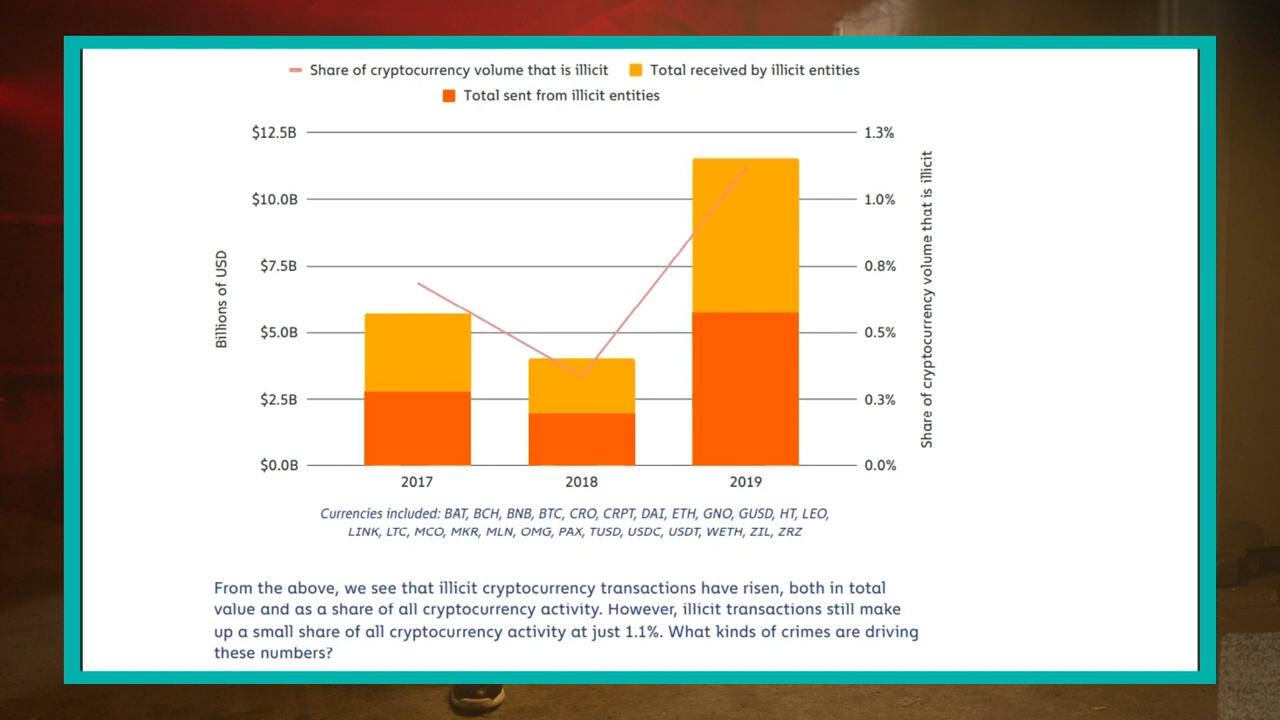 Share of cryptocurrency volume that is illicit Total received by illicit entities
Total sent from illicit entities
$12.5B 1.3%
$10.0B 1.0%
$7.5B 0.8%
$5.0B 0.5%
$2.5B 0.3%
$0.0B 0.0%
Billions of USD
Share of cryptocurrency volume that is illicit
2017 2018 2019
Currencies included: BAT, BCH, BNB, BTC, CRO, CRPT, DAI, ETH, GNO, GUSD, HT, LEO,
LINK, LTC, MCO, MKR, MLN, OMG, PAX, TUSD, USDC, USDT, WETH, ZIL, ZRZ
From the above, we see that illicit cryptocurrency transactions have risen, both in total
value and as a share of all cryptocurrency activity. However, illicit transactions still make
up a small share of all cryptocurrency activity at just 1.1%. What kinds of crimes are driving
these numbers?